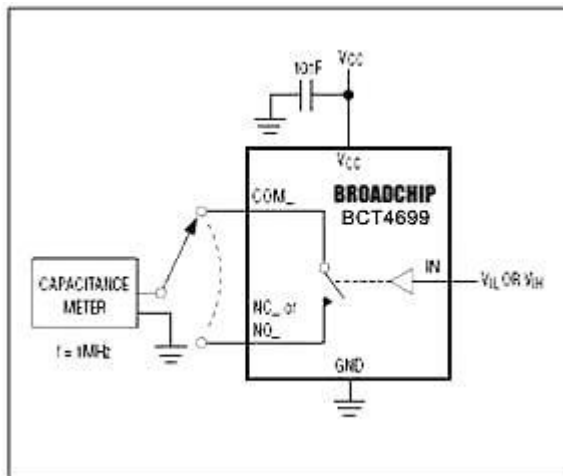 10nF
VCC
VCC
COM_
BROADCHIP
BCT4699
IN
VIL OR VIH
CAPACITANCE
METER
NC_ or
NO_
f = 1MHz
GND